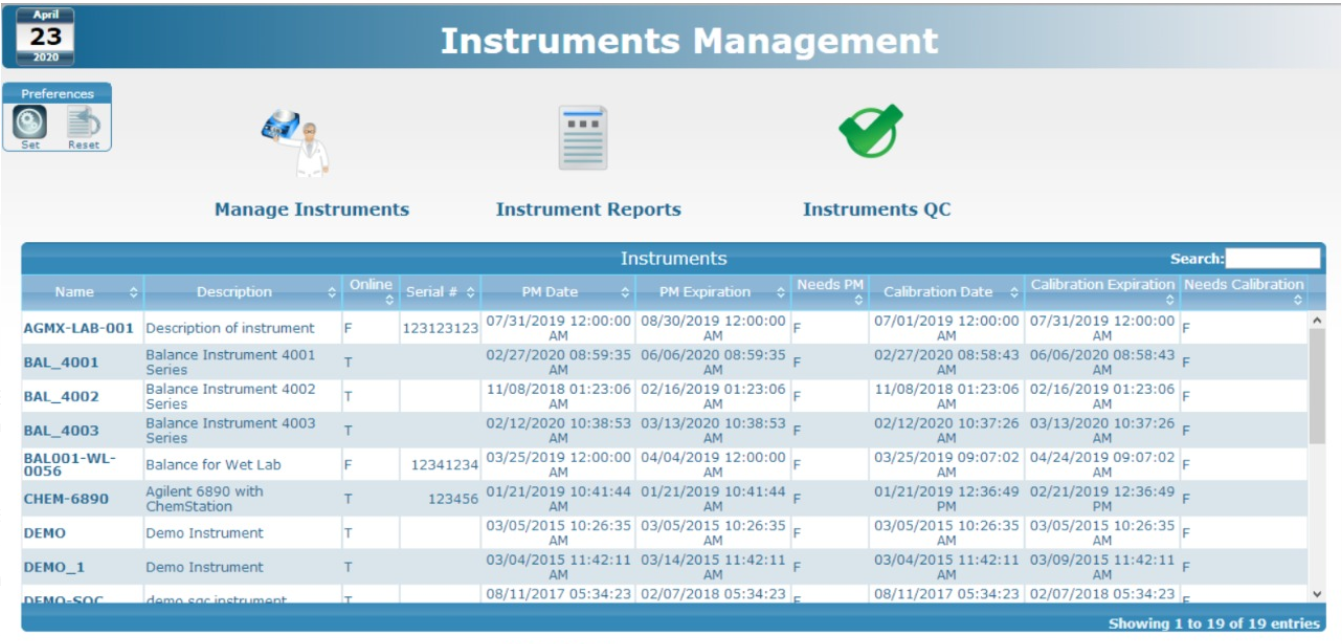 April
23
2020
Instruments Management
Preferences
Set Reset
Manage Instruments Instrument Reports Instruments QC
Instruments Search:
Name Description Online Serial # PM Date PM Expiration Needs PM Calibration Date Calibration Expiration Needs Calibration
AGMX-LAB-001 Description of instrument F 123123123 07/31/2019 12:00:00 AM 08/30/2019 12:00:00 AM F 07/01/2019 12:00:00 AM 07/31/2019 12:00:00 AM F
BAL_4001 Balance Instrument 4001 Series T 02/27/2020 08:59:35 AM 06/06/2020 08:59:35 AM F 02/27/2020 08:58:43 AM 06/06/2020 08:58:43 AM F
BAL_4002 Balance Instrument 4002 Series T 11/08/2018 01:23:06 AM 02/16/2019 01:23:06 AM F 11/08/2018 01:23:06 AM 02/16/2019 01:23:06 AM F
BAL_4003 Balance Instrument 4003 Series T 02/12/2020 10:38:53 AM 03/13/2020 10:38:53 AM F 02/12/2020 10:37:26 AM 03/13/2020 10:37:26 AM F
BAL001-WL-0056 Balance for Wet Lab F 12341234 03/25/2019 12:00:00 AM 04/04/2019 12:00:00 AM F 03/25/2019 09:07:02 AM 04/24/2019 09:07:02 AM F
CHEM-6890 Agilent 6890 with ChemStation T 123456 01/21/2019 10:41:44 AM 01/21/2019 10:41:44 AM F 01/21/2019 12:36:49 PM 02/21/2019 12:36:49 PM F
DEMO Demo Instrument T 03/05/2015 10:26:35 AM 03/05/2015 10:26:35 AM F 03/05/2015 10:26:35 AM 03/05/2015 10:26:35 AM F
DEMO_1 Demo Instrument T 03/04/2015 11:42:11 AM 03/14/2015 11:42:11 AM F 03/04/2015 11:42:11 AM 03/09/2015 11:42:11 AM F
DEMO-SQC demo sqc instrument T 08/11/2017 05:34:23 02/07/2018 05:34:23 F 08/11/2017 05:34:23 02/07/2018 05:34:23 F
Showing 1 to 19 of 19 entries